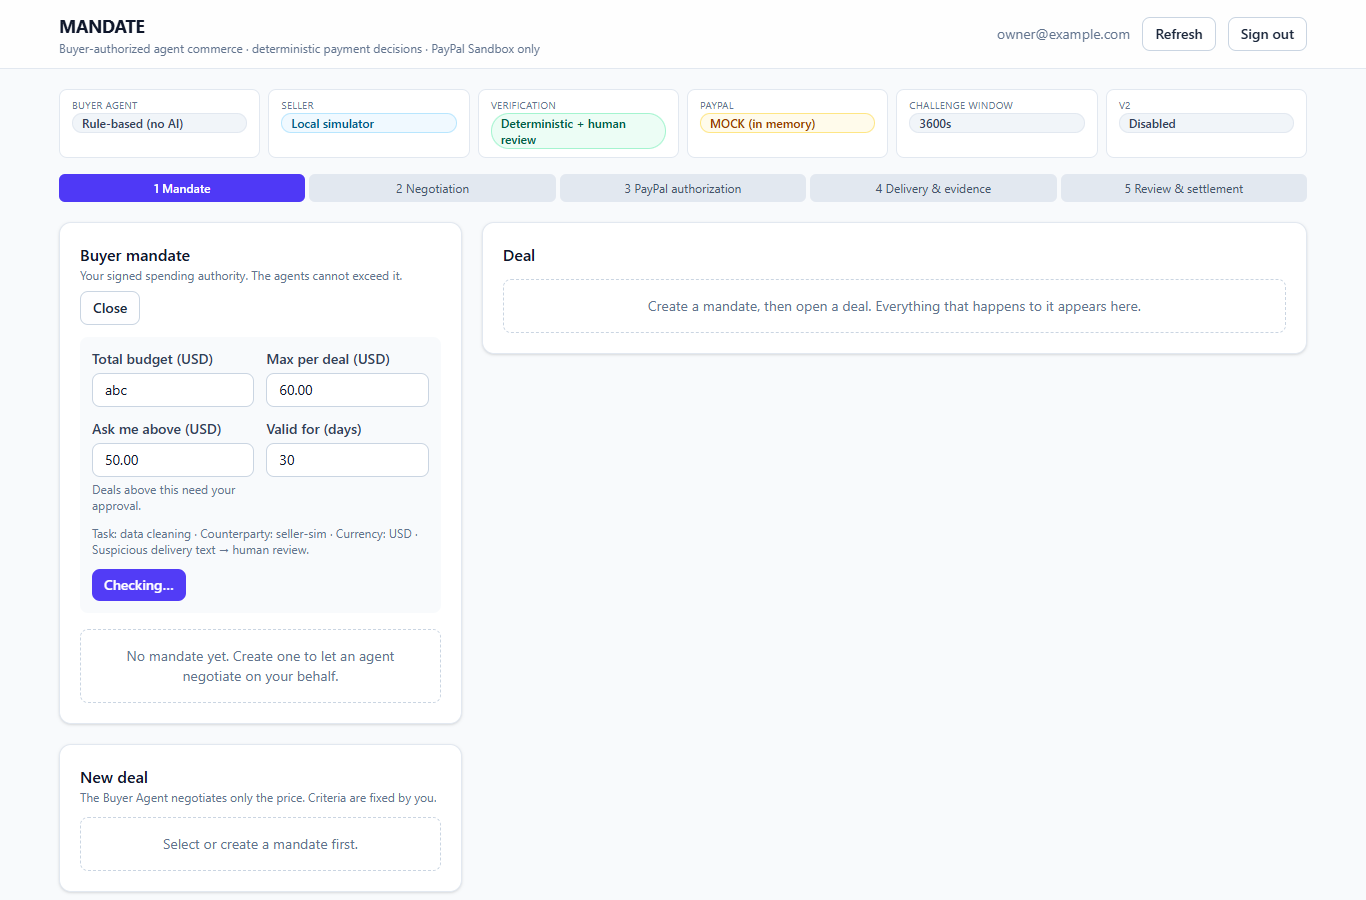 MANDATE
Buyer-authorized agent commerce · deterministic payment decisions · PayPal Sandbox only
owner@example.com
Refresh
Sign out
BUYER AGENT
Rule-based (no AI)
SELLER
Local simulator
VERIFICATION
Deterministic + human
review
PAYPAL
MOCK (in memory)
CHALLENGE WINDOW
3600s
V2
Disabled
1 Mandate
2 Negotiation
3 PayPal authorization
4 Delivery & evidence
5 Review & settlement
Buyer mandate
Your signed spending authority. The agents cannot exceed it.
Close
Total budget (USD)
Max per deal (USD)
abc
60.00
Ask me above (USD)
Valid for (days)
50.00
30
Deals above this need your
approval.
Task: data cleaning · Counterparty: seller-sim · Currency: USD ·
Suspicious delivery text → human review.
Checking…
No mandate yet. Create one to let an agent
negotiate on your behalf.
New deal
The Buyer Agent negotiates only the price. Criteria are fixed by you.
Select or create a mandate first.
Deal
Create a mandate, then open a deal. Everything that happens to it appears here.